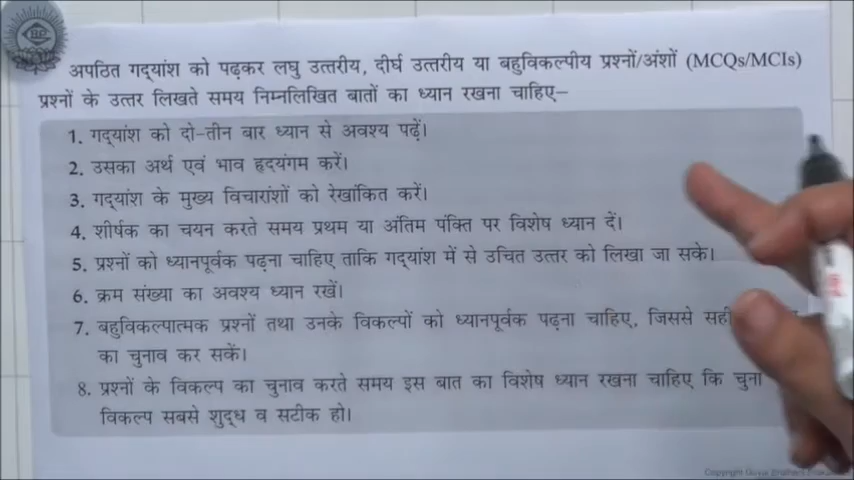 अपठित गद्यांश को पढ़कर लघु उत्तरीय, दीर्घ उत्तरीय या बहुविकल्पीय प्रश्नों/अंशों (MCQs/MCIs)
प्रश्नों के उत्तर लिखते समय निम्नलिखित बातों का ध्यान रखना चाहिए–
1. गद्यांश को दो-तीन बार ध्यान से अवश्य पढ़ें।
2. उसका अर्थ एवं भाव हृदयंगम करें।
3. गद्यांश के मुख्य विचारांशों को रेखांकित करें।
4. शीर्षक का चयन करते समय प्रथम या अंतिम पंक्ति पर विशेष ध्यान दें।
5. प्रश्नों को ध्यानपूर्वक पढ़ना चाहिए ताकि गद्यांश में से उचित उत्तर को लिखा जा सके।
6. क्रम संख्या का अवश्य ध्यान रखें।
7. बहुविकल्पात्मक प्रश्नों तथा उनके विकल्पों को ध्यानपूर्वक पढ़ना चाहिए, जिससे सही
का चुनाव कर सकें।
8. प्रश्नों के विकल्प का चुनाव करते समय इस बात का विशेष ध्यान रखना चाहिए कि चुना
विकल्प सबसे शुद्ध व सटीक हो।
Copyright Goyal Brothers